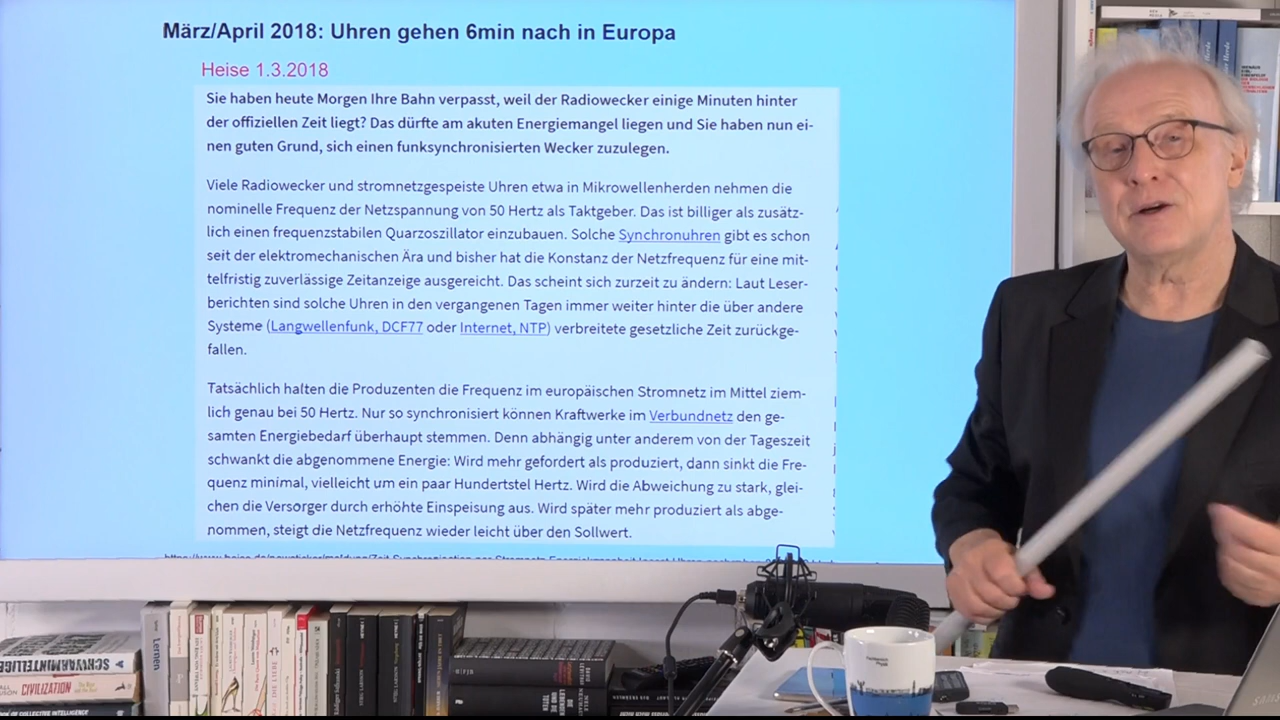 März/April 2018: Uhren gehen 6min nach in Europa
Heise 1.3.2018
Sie haben heute Morgen Ihre Bahn verpasst, weil der Radiowecker einige Minuten hinter
der offiziellen Zeit liegt? Das dürfte am akuten Energiemangel liegen und Sie haben nun ei-
nen guten Grund, sich einen funksynchronisierten Wecker zuzulegen.
Viele Radiowecker und stromnetzgespeiste Uhren etwa in Mikrowellenherden nehmen die
nominelle Frequenz der Netzspannung von 50 Hertz als Taktgeber. Das ist billiger als zusätz-
lich einen frequenzstabilen Quarzoszillator einzubauen. Solche Synchronuhren gibt es schon
seit der elektromechanischen Ära und bisher hat die Konstanz der Netzfrequenz für eine mit-
telfristig zuverlässige Zeitanzeige ausgereicht. Das scheint sich zurzeit zu ändern: Laut Leser-
berichten sind solche Uhren in den vergangenen Tagen immer weiter hinter die über andere
Systeme (Langwellenfunk, DCF77 oder Internet, NTP) verbreitete gesetzliche Zeit zurückge-
fallen.
Tatsächlich halten die Produzenten die Frequenz im europäischen Stromnetz im Mittel ziem-
lich genau bei 50 Hertz. Nur so synchronisiert können Kraftwerke im Verbundnetz den ge-
samten Energiebedarf überhaupt stemmen. Denn abhängig unter anderem von der Tageszeit
schwankt die abgenommene Energie: Wird mehr gefordert als produziert, dann sinkt die Fre-
quenz minimal, vielleicht um ein paar Hundertstel Hertz. Wird die Abweichung zu stark, glei-
chen die Versorger durch erhöhte Einspeisung aus. Wird später mehr produziert als abge-
nommen, steigt die Netzfrequenz wieder leicht über den Sollwert.
Lernen
SCHWARMINTELLIGE
CIVILIZATION
OF COLLECTIVE INTELLIGENCE